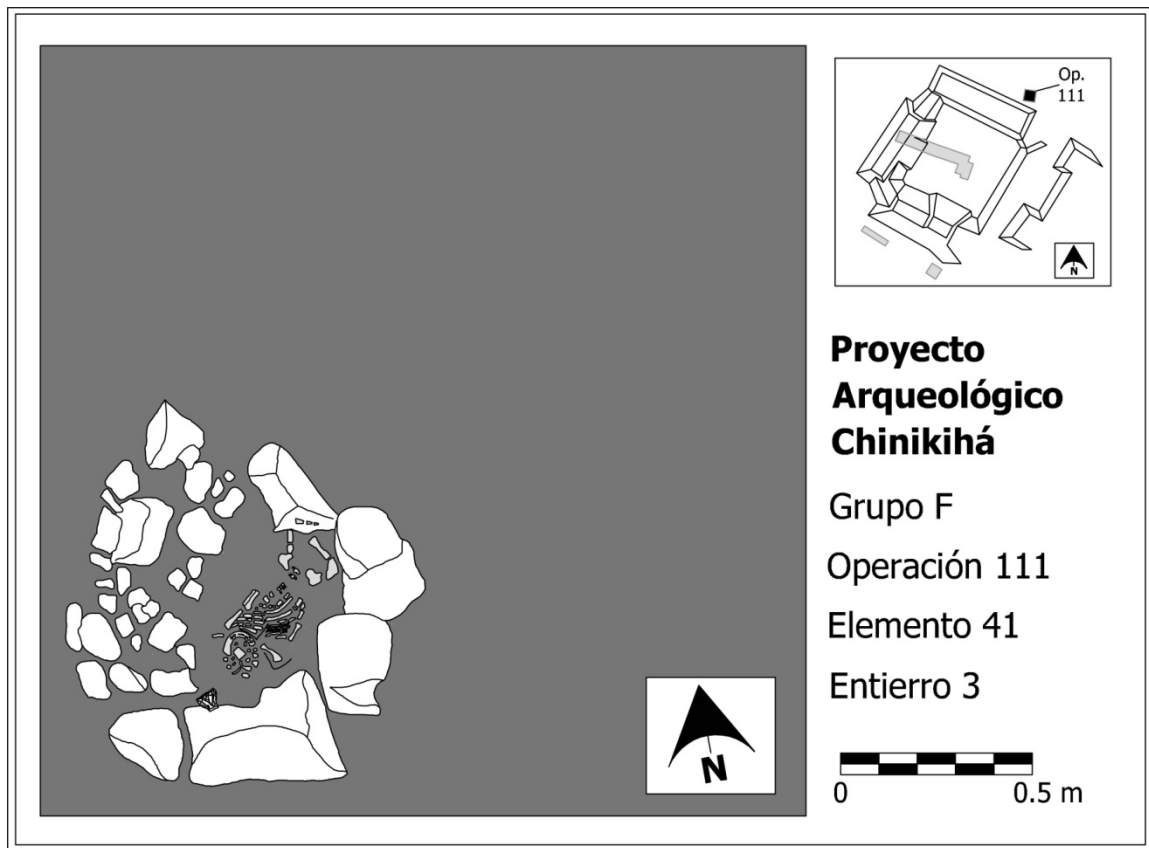 Op.
111
N
Proyecto
Arqueológico
Chinikihá
Grupo F
Operación 111
Elemento 41
Entierro 3
N
0 0.5 m